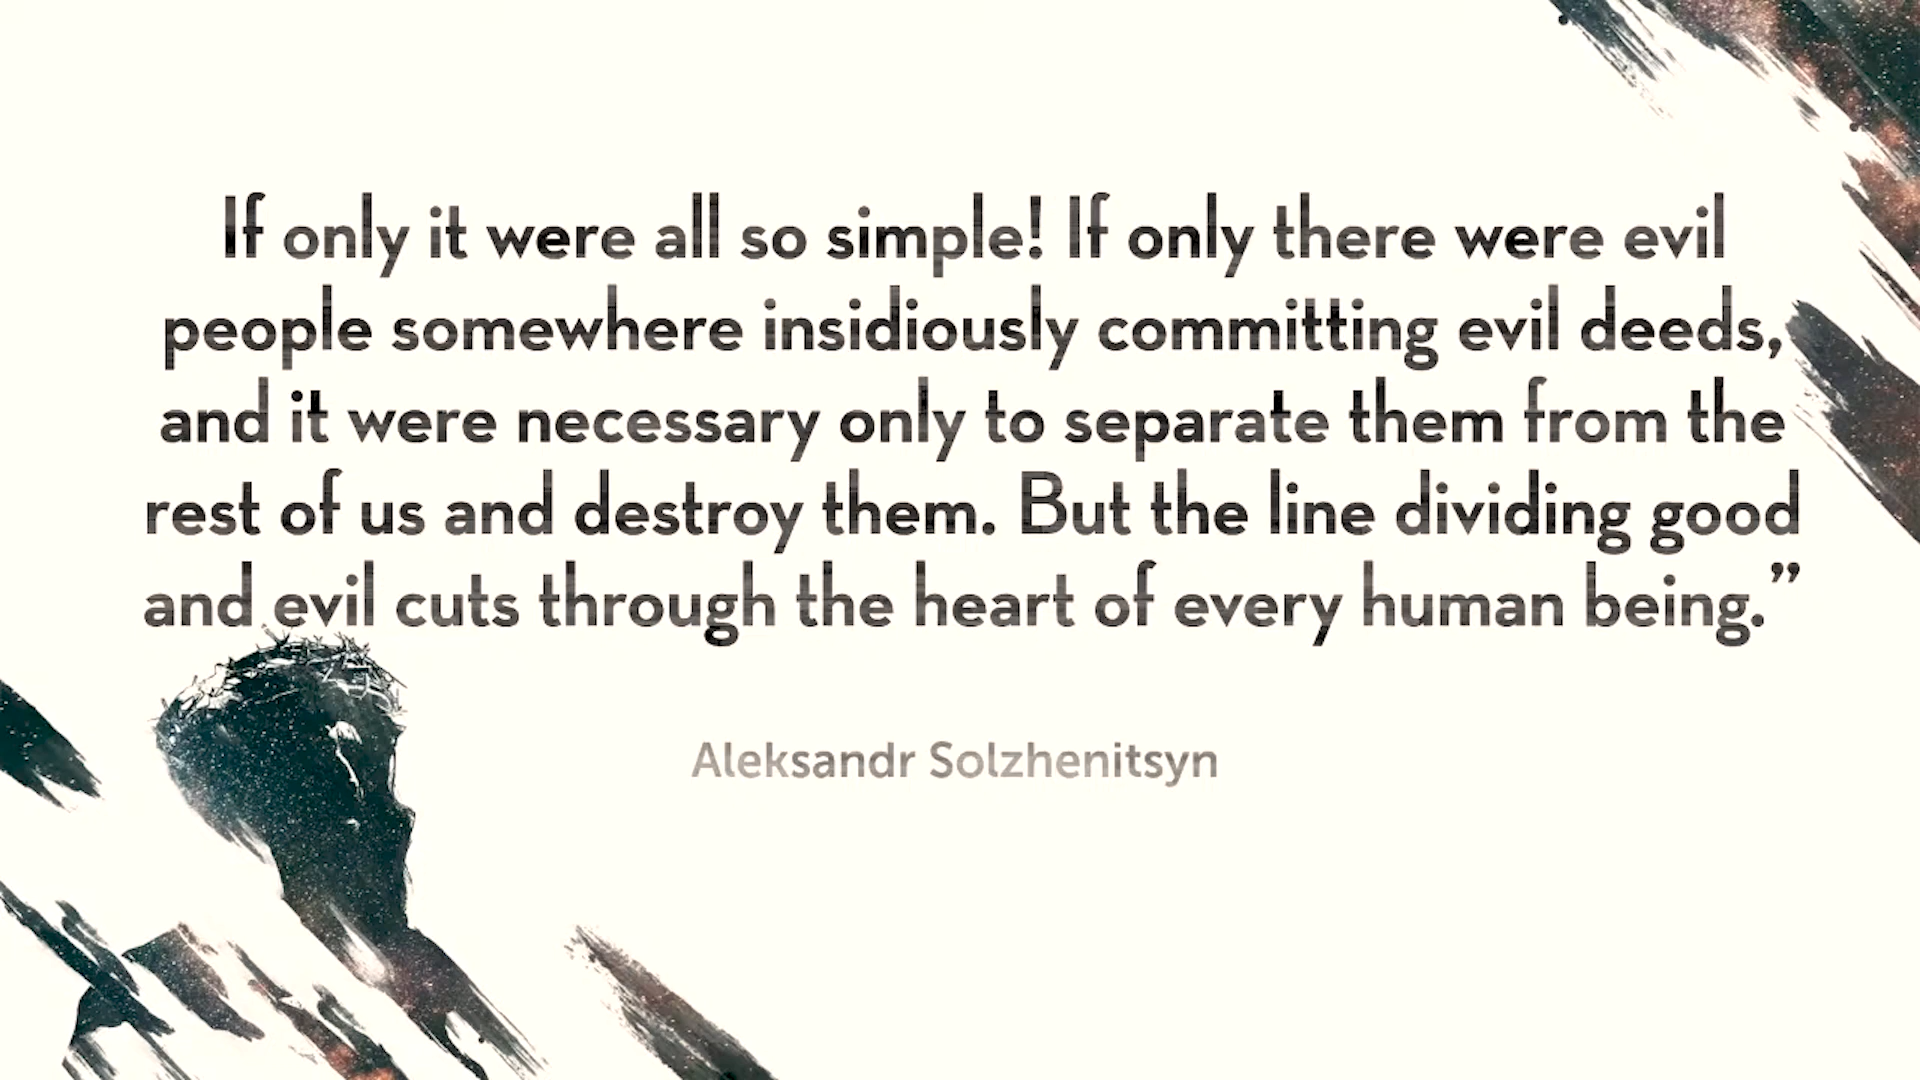 If only it were all so simple! If only there were evil
people somewhere insidiously committing evil deeds,
and it were necessary only to separate them from the
rest of us and destroy them. But the line dividing good
and evil cuts through the heart of every human being.”
Aleksandr Solzhenitsyn